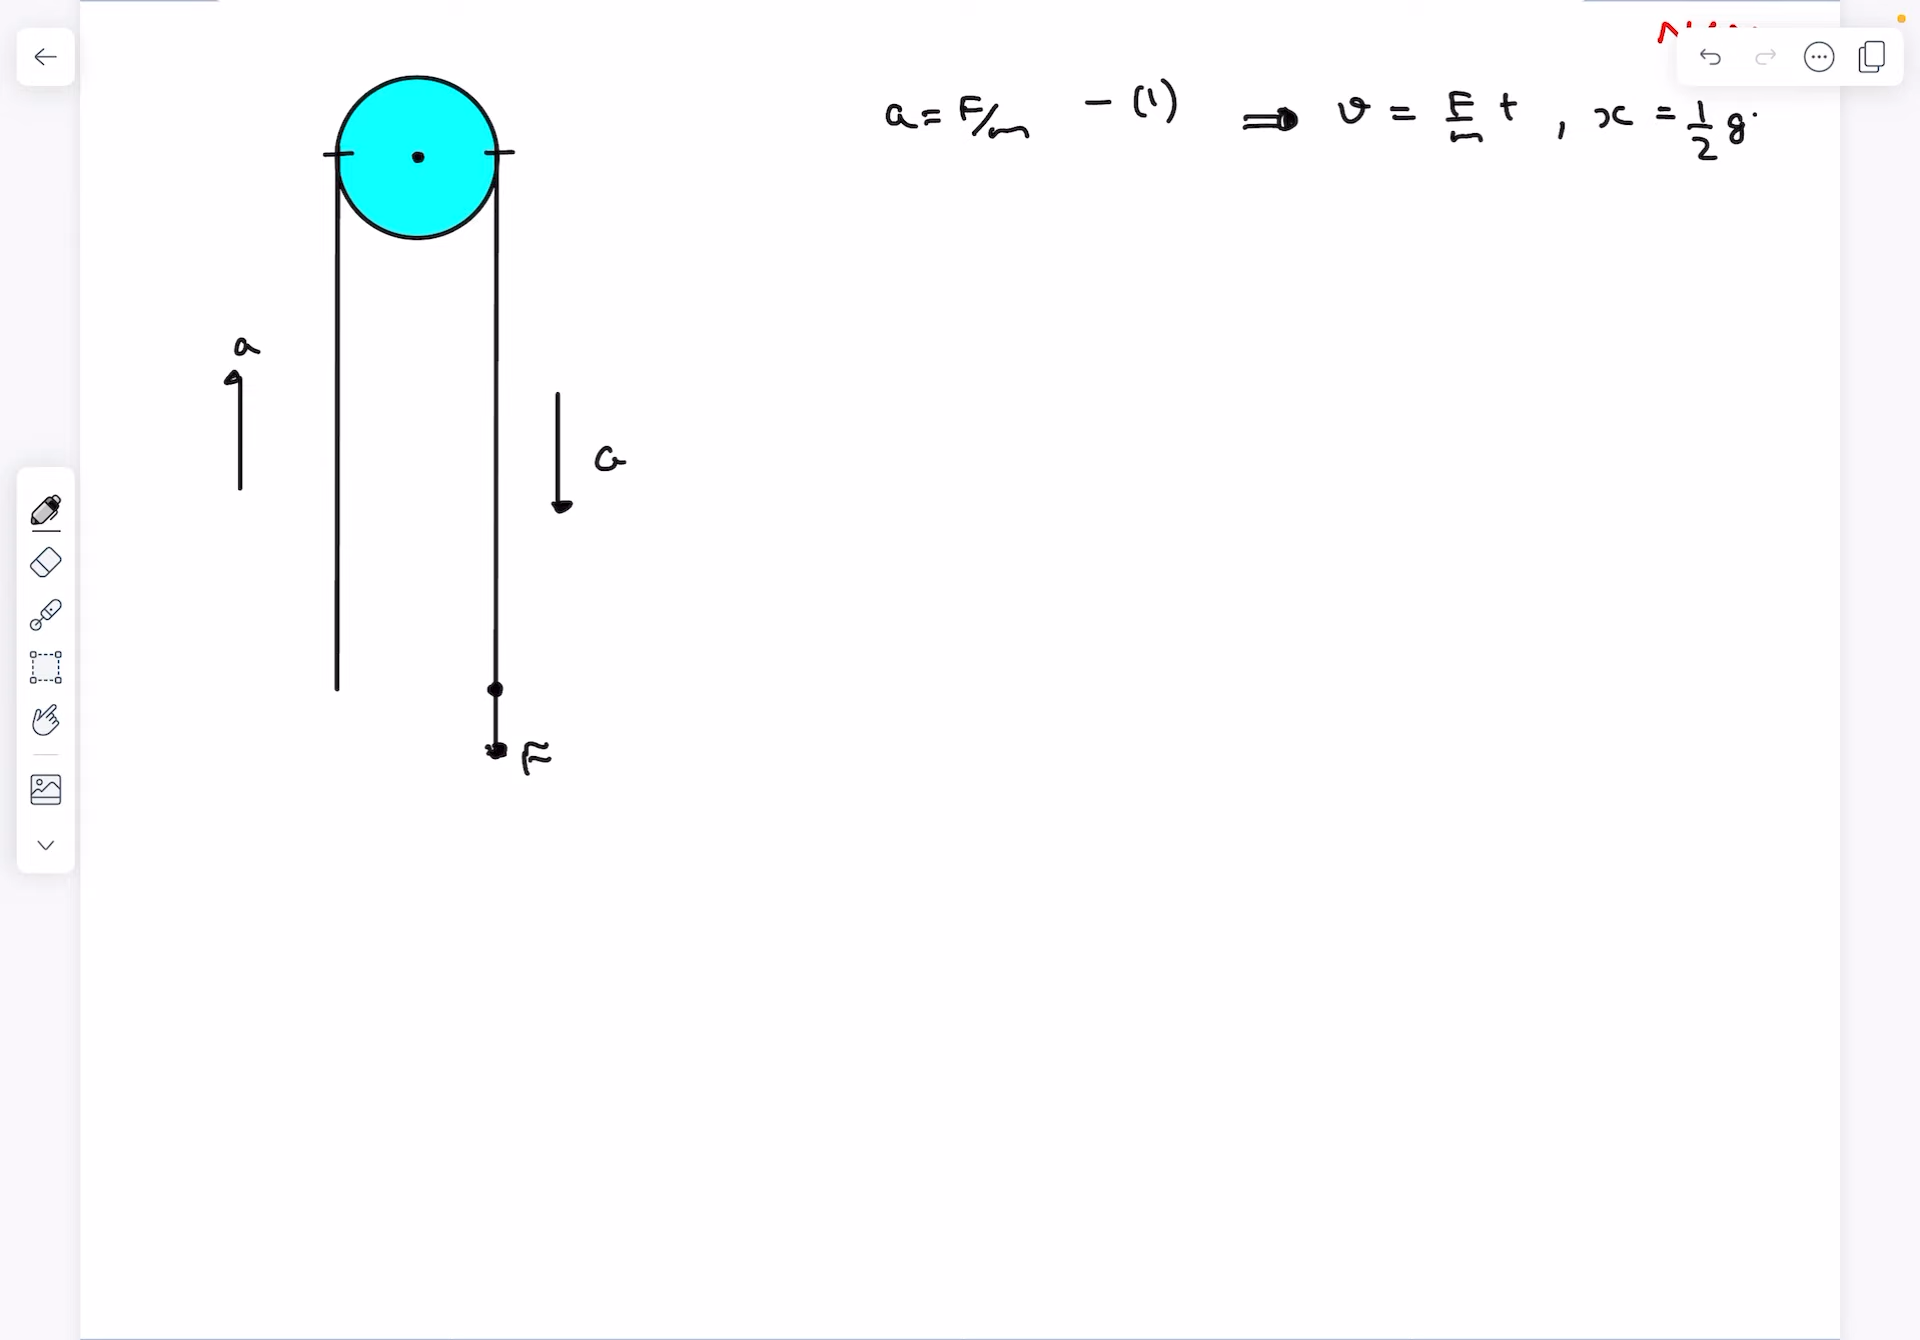 a = F/m - (1) ⇒ v = F/m t , x = 1/2 g
a
a
F